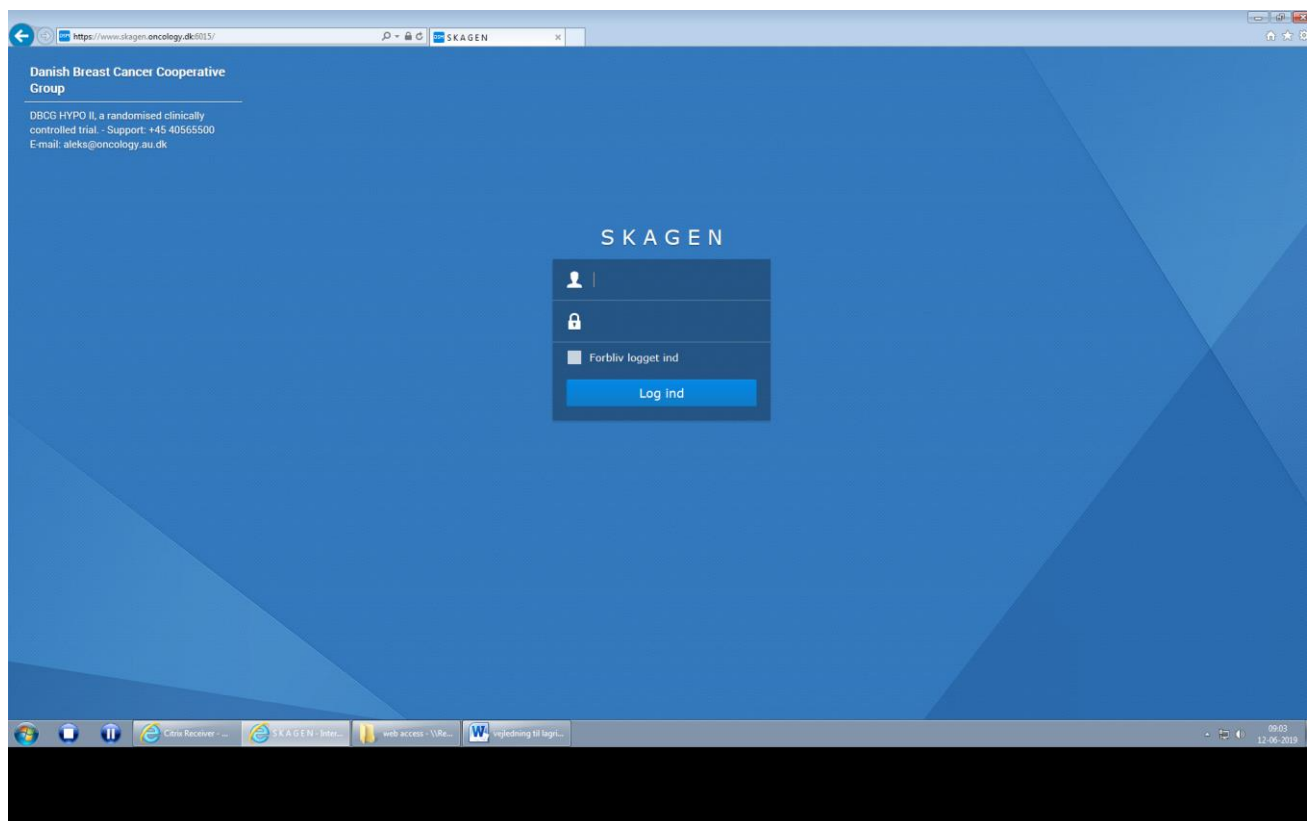 https://www.skagen.oncology.dk:6015/
SKAGEN
Danish Breast Cancer Cooperative
Group
DBCG HYPO II, a randomised clinically
controlled trial. - Support: +45 40565500
E-mail: aleks@oncology.au.dk
SKAGEN
Forbliv logget ind
Log ind
Citrix Receiver - ...
SKAGEN - Inter...
web access - \\Re...
vejledning til lagri...
09:03
12-06-2019